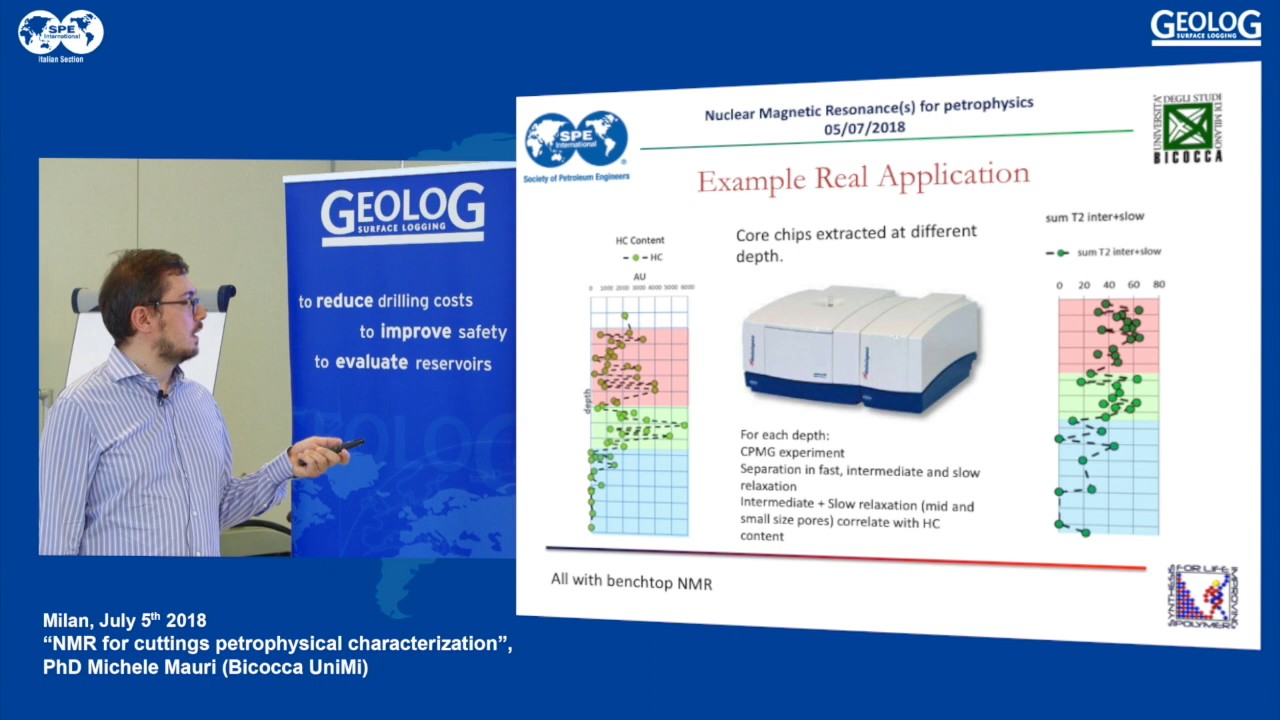 SPE
International
Italian Section
GEOLOG
SURFACE LOGGING
GEOLOG
SURFACE LOGGING
to reduce drilling costs
to improve safety
to evaluate reservoirs
SPE
International
Society of Petroleum Engineers
Nuclear Magnetic Resonance(s) for petrophysics
05/07/2018
UNIVERSITA' DEGLI STUDI DI MILANO
BICOCCA
Example Real Application
HC Content
HC
AU
0 1000 2000 3000 4000 5000 6000
depth
Core chips extracted at different
depth.
For each depth:
CPMG experiment
Separation in fast, intermediate and slow
relaxation
Intermediate + Slow relaxation (mid and
small size pores) correlate with HC
content
sum T2 inter+slow
sum T2 inter+slow
0 20 40 60 80
All with benchtop NMR
SYNTHESIS
FOR LIFE
IMPROVING
POLYMER
Milan, July 5th 2018
“NMR for cuttings petrophysical characterization”,
PhD Michele Mauri (Bicocca UniMi)